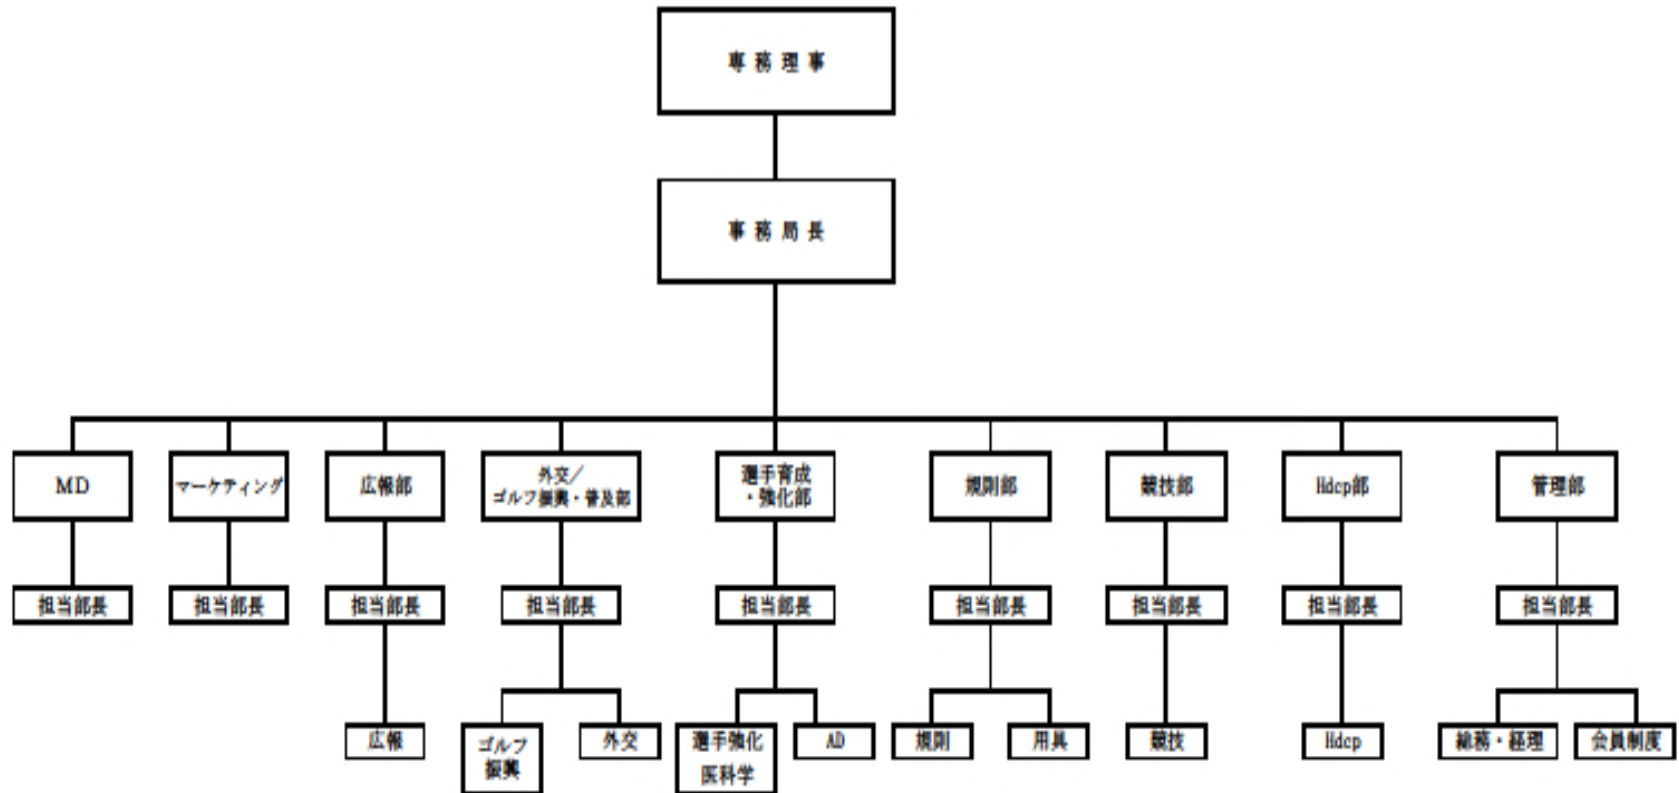 専務理事
事務局長
MD
マーケティング
広報部
外交／
ゴルフ振興・普及部
選手育成
・強化部
規則部
競技部
Hdcp部
管理部
担当部長
担当部長
担当部長
担当部長
担当部長
担当部長
担当部長
担当部長
担当部長
広報
ゴルフ
振興
外交
選手強化
医科学
AD
規則
用具
競技
Hdcp
総務・経理
会員制度